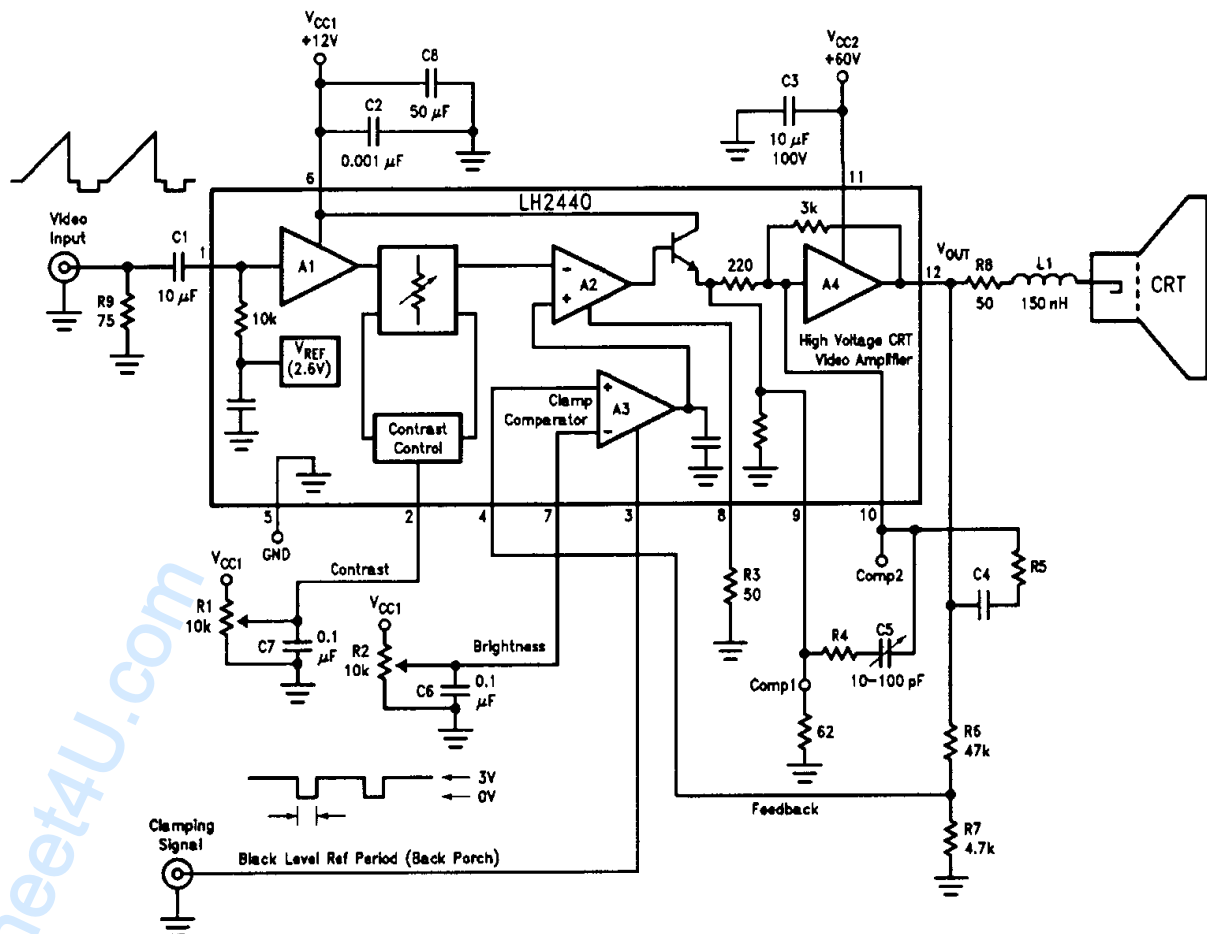 VCC1
+12V
C8
50 μF
C2
0.001 μF
VCC2
+60V
C3
10 μF
100V
6
11
LH2440
3k
Video
Input
C1
10 μF
1
R9
75
A1
10k
VREF
(2.6V)
-
+
A2
220
A4
High Voltage CRT
Video Amplifier
VOUT
12
R8
50
L1
150 nH
CRT
Clamp
Comparator
+
-
A3
Contrast
Control
5
2
4
7
3
8
9
10
GND
VCC1
Contrast
R1
10k
C7
0.1
μF
VCC1
R2
10k
Brightness
C6
0.1
μF
R3
50
Comp2
C4
R5
R4
C5
10–100 pF
Comp1
62
R6
47k
3V
0V
Feedback
R7
4.7k
Clamping
Signal
Black Level Ref Period (Back Porch)
heet4U.com